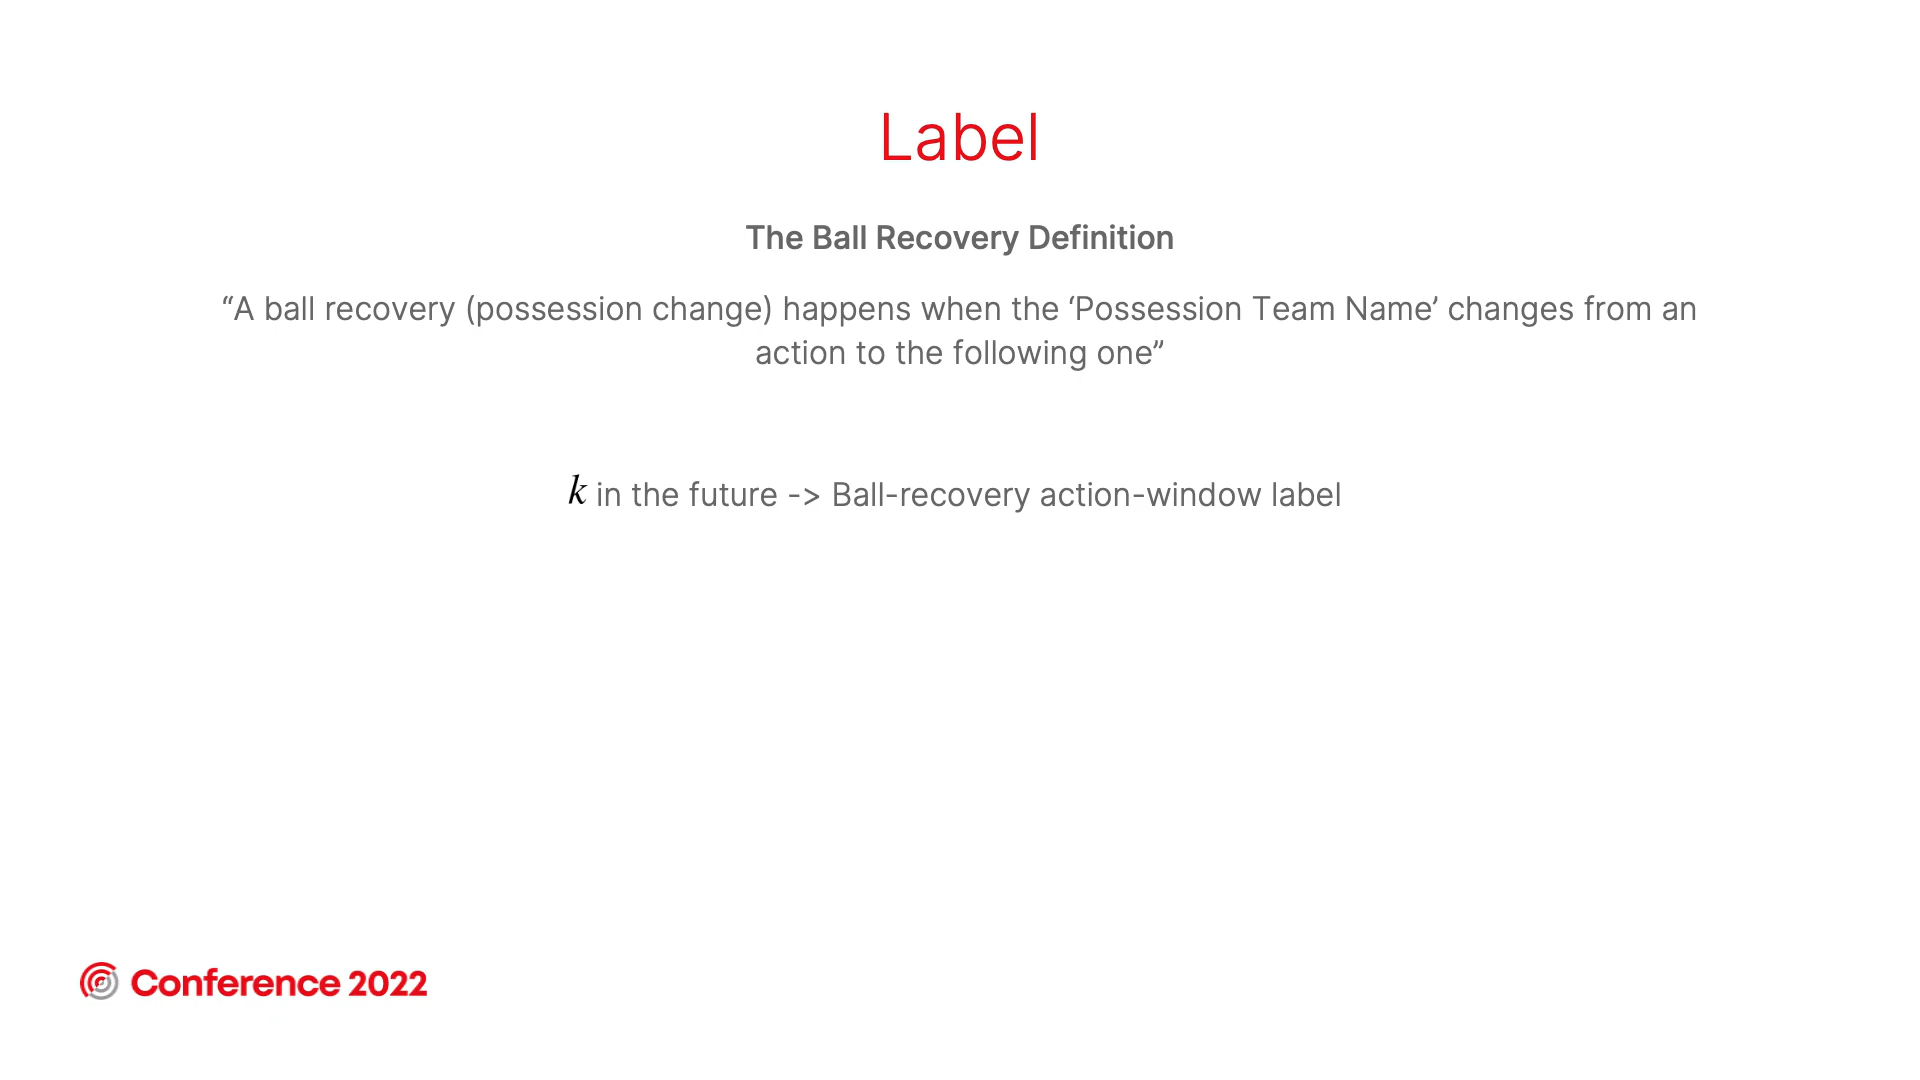 Label
The Ball Recovery Definition
“A ball recovery (possession change) happens when the ‘Possession Team Name’ changes from an
action to the following one”
k in the future -> Ball-recovery action-window label
Conference 2022